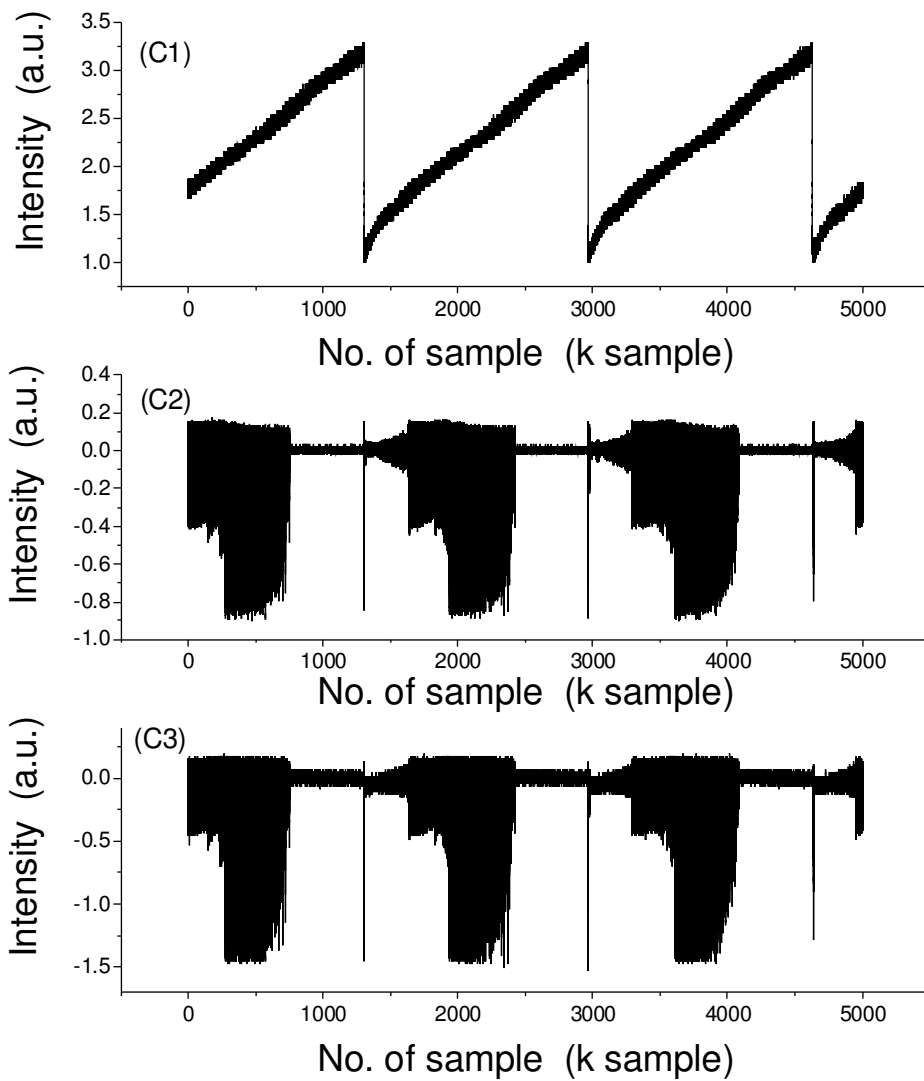 (C1)
Intensity (a.u.)
3.5
3.0
2.5
2.0
1.5
1.0
0 1000 2000 3000 4000 5000
No. of sample (k sample)
(C2)
Intensity (a.u.)
0.4
0.2
0.0
-0.2
-0.4
-0.6
-0.8
-1.0
0 1000 2000 3000 4000 5000
No. of sample (k sample)
(C3)
Intensity (a.u.)
0.0
-0.5
-1.0
-1.5
0 1000 2000 3000 4000 5000
No. of sample (k sample)